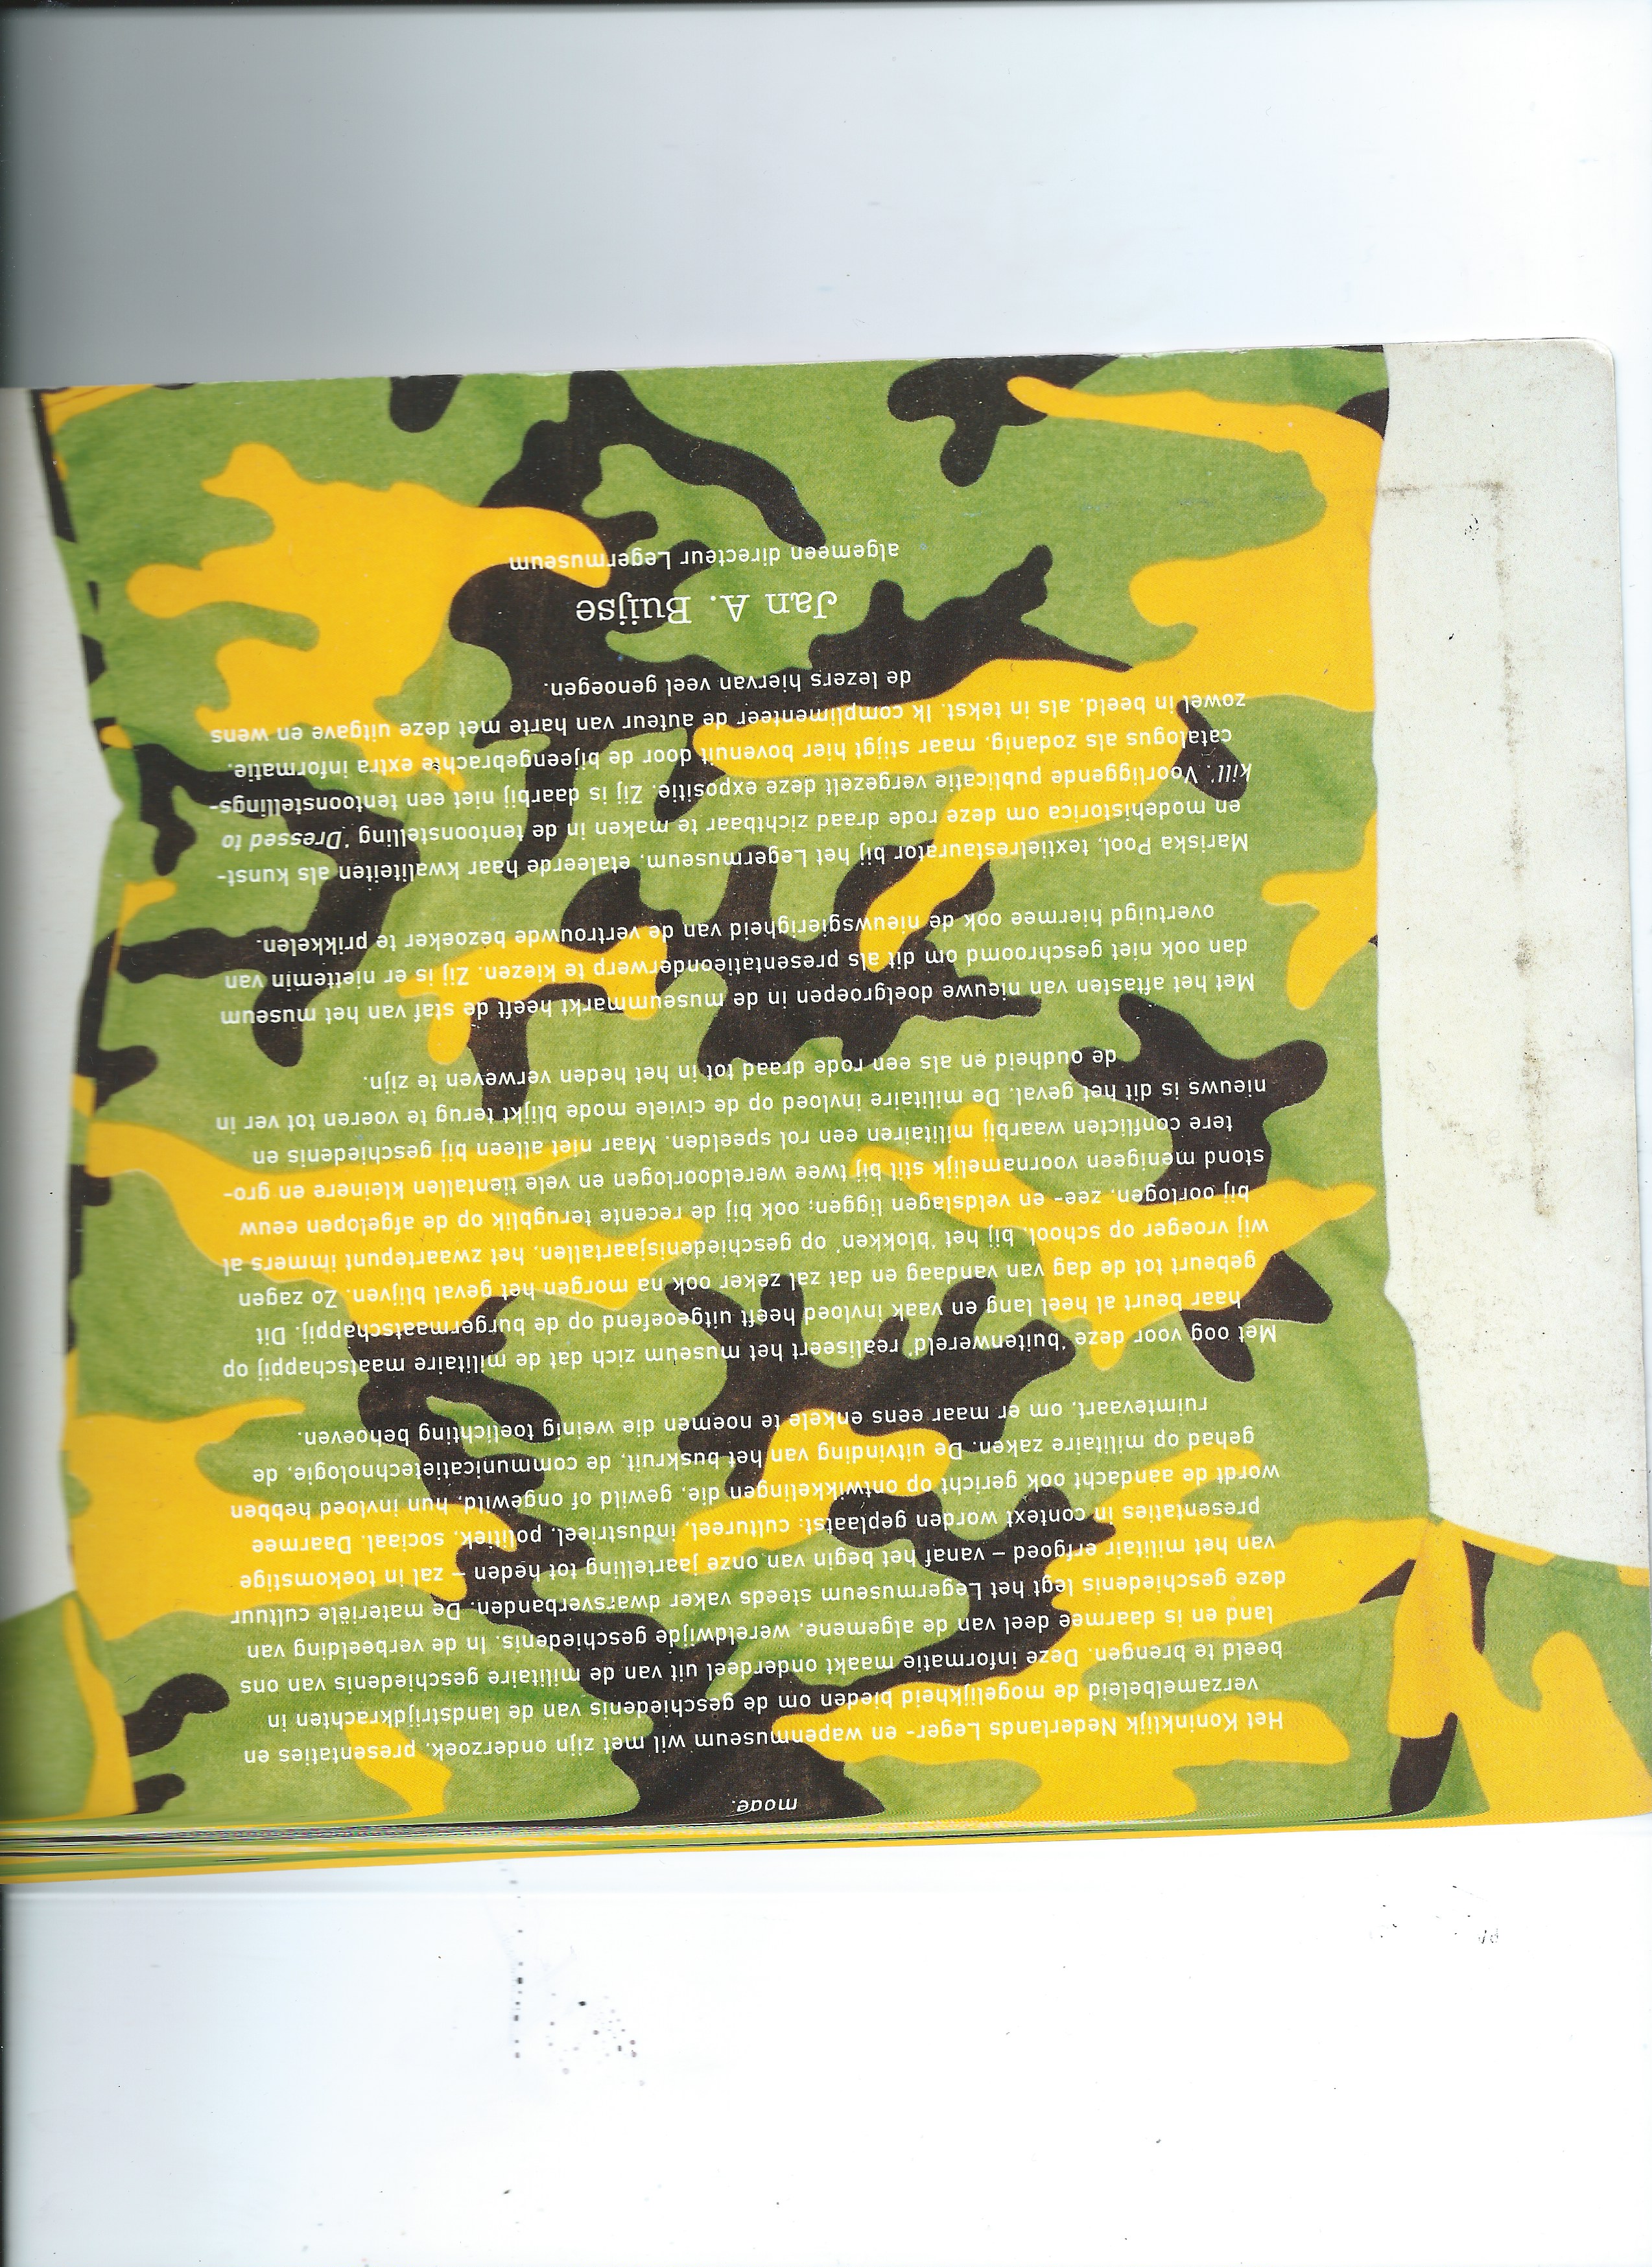 mode.
Het Koninklijk Nederlands Leger- en wapenmuseum wil met zijn onderzoek, presentaties en
verzamelbeleid de mogelijkheid bieden om de geschiedenis van de landstrijdkrachten in
beeld te brengen. Deze informatie maakt onderdeel uit van de militaire geschiedenis van ons
land en is daarmee deel van de algemene, wereldwijde geschiedenis. In de verbeelding van
deze geschiedenis legt het Legermuseum steeds vaker dwarsverbanden. De materiële cultuur
van het militair erfgoed – vanaf het begin van onze jaartelling tot heden – zal in toekomstige
presentaties in context worden geplaatst: cultureel, industrieel, politiek, sociaal. Daarmee
wordt de aandacht ook gericht op ontwikkelingen die, gewild of ongewild, hun invloed hebben
gehad op militaire zaken. De uitvinding van het buskruit, de communicatietechnologie, de
ruimtevaart, om er maar eens enkele te noemen die weinig toelichting behoeven.
Met oog voor deze 'buitenwereld' realiseert het museum zich dat de militaire maatschappij op
haar beurt al heel lang en vaak invloed heeft uitgeoefend op de burgermaatschappij. Dit
gebeurt tot de dag van vandaag en dat zal zeker ook na morgen het geval blijven. Zo zagen
wij vroeger op school, bij het 'blokken' op geschiedenisjaartallen, het zwaartepunt immers al
bij oorlogen, zee- en veldslagen liggen; ook bij de recente terugblik op de afgelopen eeuw
stond menigeen voornamelijk stil bij twee wereldoorlogen en vele tientallen kleinere en gro-
tere conflicten waarbij militairen een rol speelden. Maar niet alleen bij geschiedenis en
nieuws is dit het geval. De militaire invloed op de civiele mode blijkt terug te voeren tot ver in
de oudheid en als een rode draad tot in het heden verweven te zijn.
Met het aftasten van nieuwe doelgroepen in de museummarkt heeft de staf van het museum
dan ook niet geschroomd om dit als presentatieonderwerp te kiezen. Zij is er niettemin van
overtuigd hiermee ook de nieuwsgierigheid van de vertrouwde bezoeker te prikkelen.
Mariska Pool, textielrestaurator bij het Legermuseum, etaleerde haar kwaliteiten als kunst-
en modehistorica om deze rode draad zichtbaar te maken in de tentoonstelling 'Dressed to
kill'. Voorliggende publicatie vergezelt deze expositie. Zij is daarbij niet een tentoonstellings-
catalogus als zodanig, maar stijgt hier bovenuit door de bijeengebrachte extra informatie,
zowel in beeld, als in tekst. Ik complimenteer de auteur van harte met deze uitgave en wens
de lezers hiervan veel genoegen.
Jan A. Buijse
algemeen directeur Legermuseum